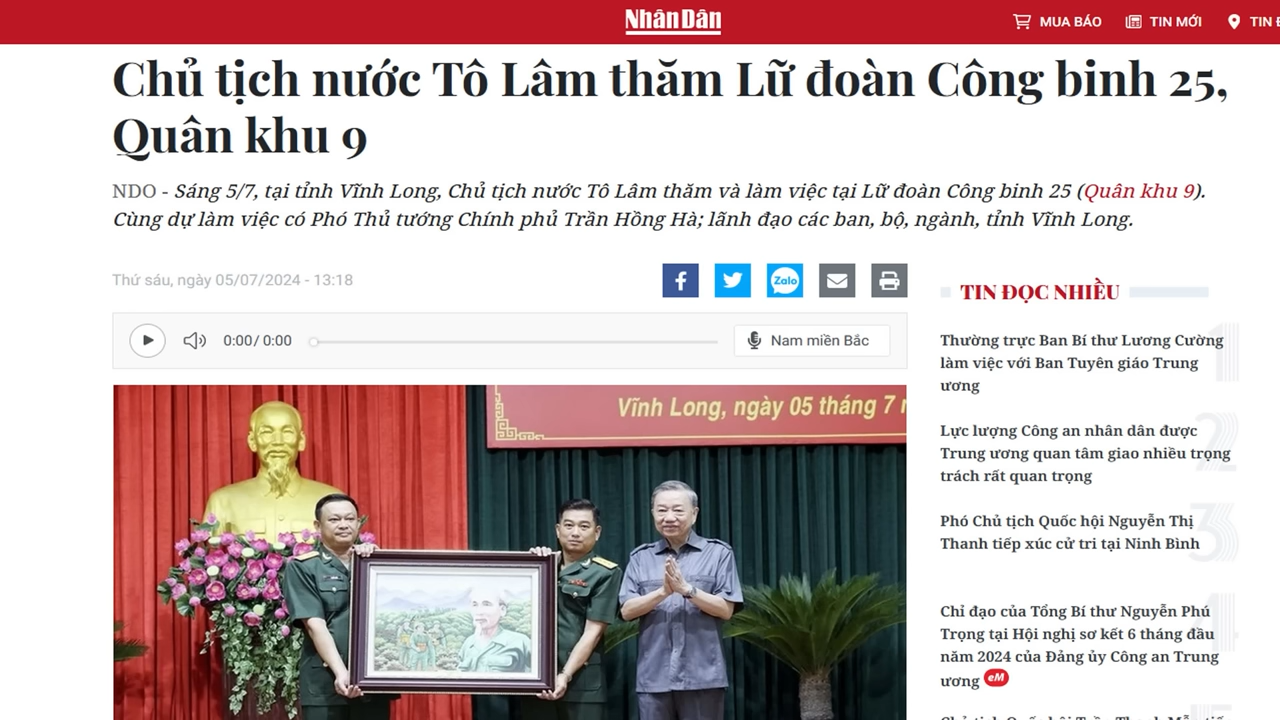 NhânDân
MUA BÁO
TIN MỚI
TIN
Chủ tịch nước Tô Lâm thăm Lữ đoàn Công binh 25,
Quân khu 9
NDO - Sáng 5/7, tại tỉnh Vĩnh Long, Chủ tịch nước Tô Lâm thăm và làm việc tại Lữ đoàn Công binh 25 (Quân khu 9).
Cùng dự làm việc có Phó Thủ tướng Chính phủ Trần Hồng Hà; lãnh đạo các ban, bộ, ngành, tỉnh Vĩnh Long.
Thứ sáu, ngày 05/07/2024 - 13:18
Zalo
0:00/ 0:00
Nam miền Bắc
Vĩnh Long, ngày 05 tháng 7
TIN ĐỌC NHIỀU
1
Thường trực Ban Bí thư Lương Cường
làm việc với Ban Tuyên giáo Trung
ương
2
Lực lượng Công an nhân dân được
Trung ương quan tâm giao nhiều trọng
trách rất quan trọng
3
Phó Chủ tịch Quốc hội Nguyễn Thị
Thanh tiếp xúc cử tri tại Ninh Bình
4
Chỉ đạo của Tổng Bí thư Nguyễn Phú
Trọng tại Hội nghị sơ kết 6 tháng đầu
năm 2024 của Đảng ủy Công an Trung
ương eM